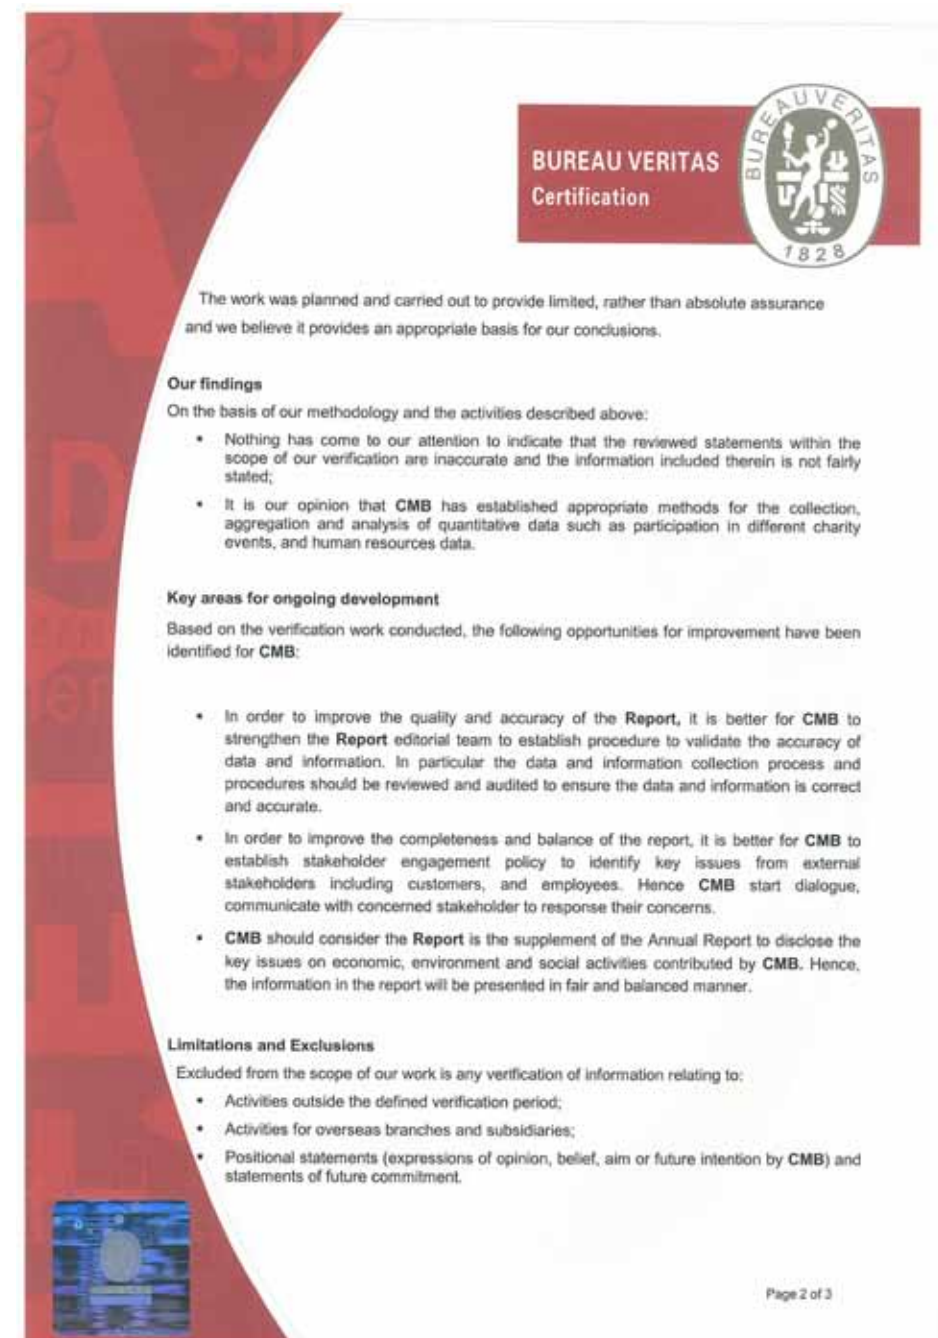 BUREAU VERITAS
Certification
BUREAU VERITAS
1828
The work was planned and carried out to provide limited, rather than absolute assurance
and we believe it provides an appropriate basis for our conclusions.
Our findings
On the basis of our methodology and the activities described above:
• Nothing has come to our attention to indicate that the reviewed statements within the
scope of our verification are inaccurate and the information included therein is not fairly
stated;
• It is our opinion that CMB has established appropriate methods for the collection,
aggregation and analysis of quantitative data such as participation in different charity
events, and human resources data.
Key areas for ongoing development
Based on the verification work conducted, the following opportunities for improvement have been
identified for CMB:
• In order to improve the quality and accuracy of the Report, it is better for CMB to
strengthen the Report editorial team to establish procedure to validate the accuracy of
data and information. In particular the data and information collection process and
procedures should be reviewed and audited to ensure the data and information is correct
and accurate.
• In order to improve the completeness and balance of the report, it is better for CMB to
establish stakeholder engagement policy to identify key issues from external
stakeholders including customers, and employees. Hence CMB start dialogue,
communicate with concerned stakeholder to response their concerns.
• CMB should consider the Report is the supplement of the Annual Report to disclose the
key issues on economic, environment and social activities contributed by CMB. Hence,
the information in the report will be presented in fair and balanced manner.
Limitations and Exclusions
Excluded from the scope of our work is any verification of information relating to:
• Activities outside the defined verification period;
• Activities for overseas branches and subsidiaries;
• Positional statements (expressions of opinion, belief, aim or future intention by CMB) and
statements of future commitment.
Page 2 of 3